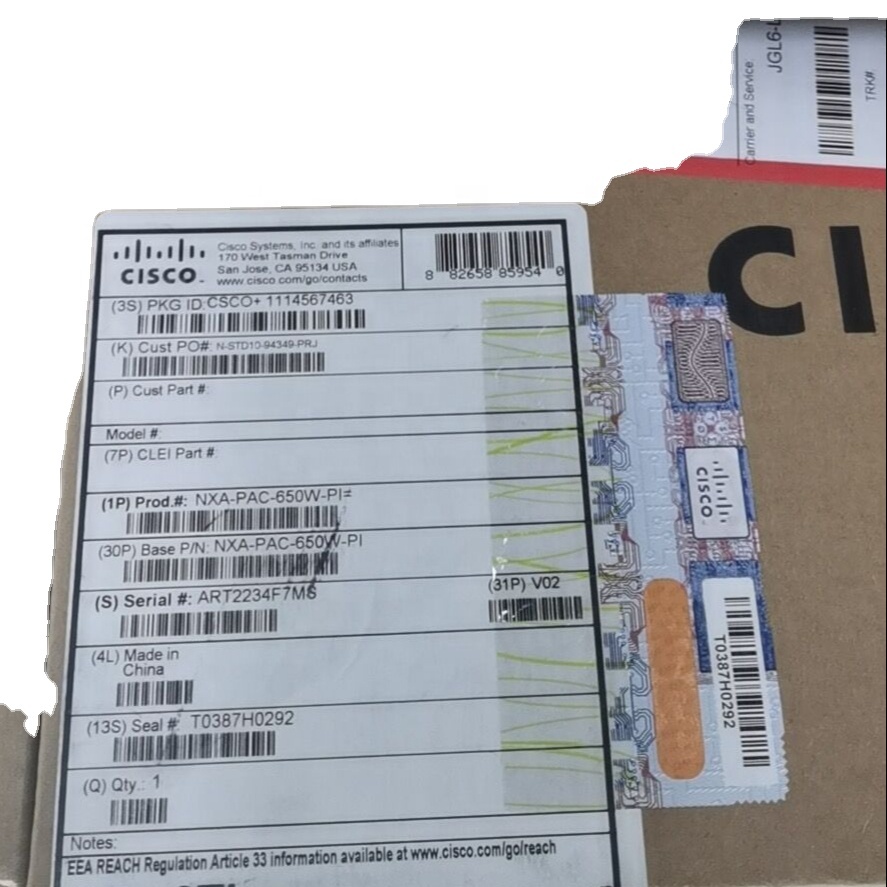 JGL6-
Carrier and Service
TRK#:
CI
CISCO
Cisco Systems, Inc. and its affiliates
170 West Tasman Drive
San Jose, CA 95134 USA
www.cisco.com/go/contacts
8 82658 85954 0
(3S) PKG ID:CSCO+ 1114567463
(K) Cust PO#: N-STD10-94349-PRJ
(P) Cust Part #:
Model #:
(7P) CLEI Part #:
(1P) Prod.#: NXA-PAC-650W-PI=
(30P) Base P/N: NXA-PAC-650W-PI
(S) Serial #: ART2234F7MS
(31P) V02
(4L) Made in
China
(13S) Seal #: T0387H0292
(Q) Qty.: 1
Notes:
EEA REACH Regulation Article 33 information available at www.cisco.com/go/reach
CISCO
T0387H0292